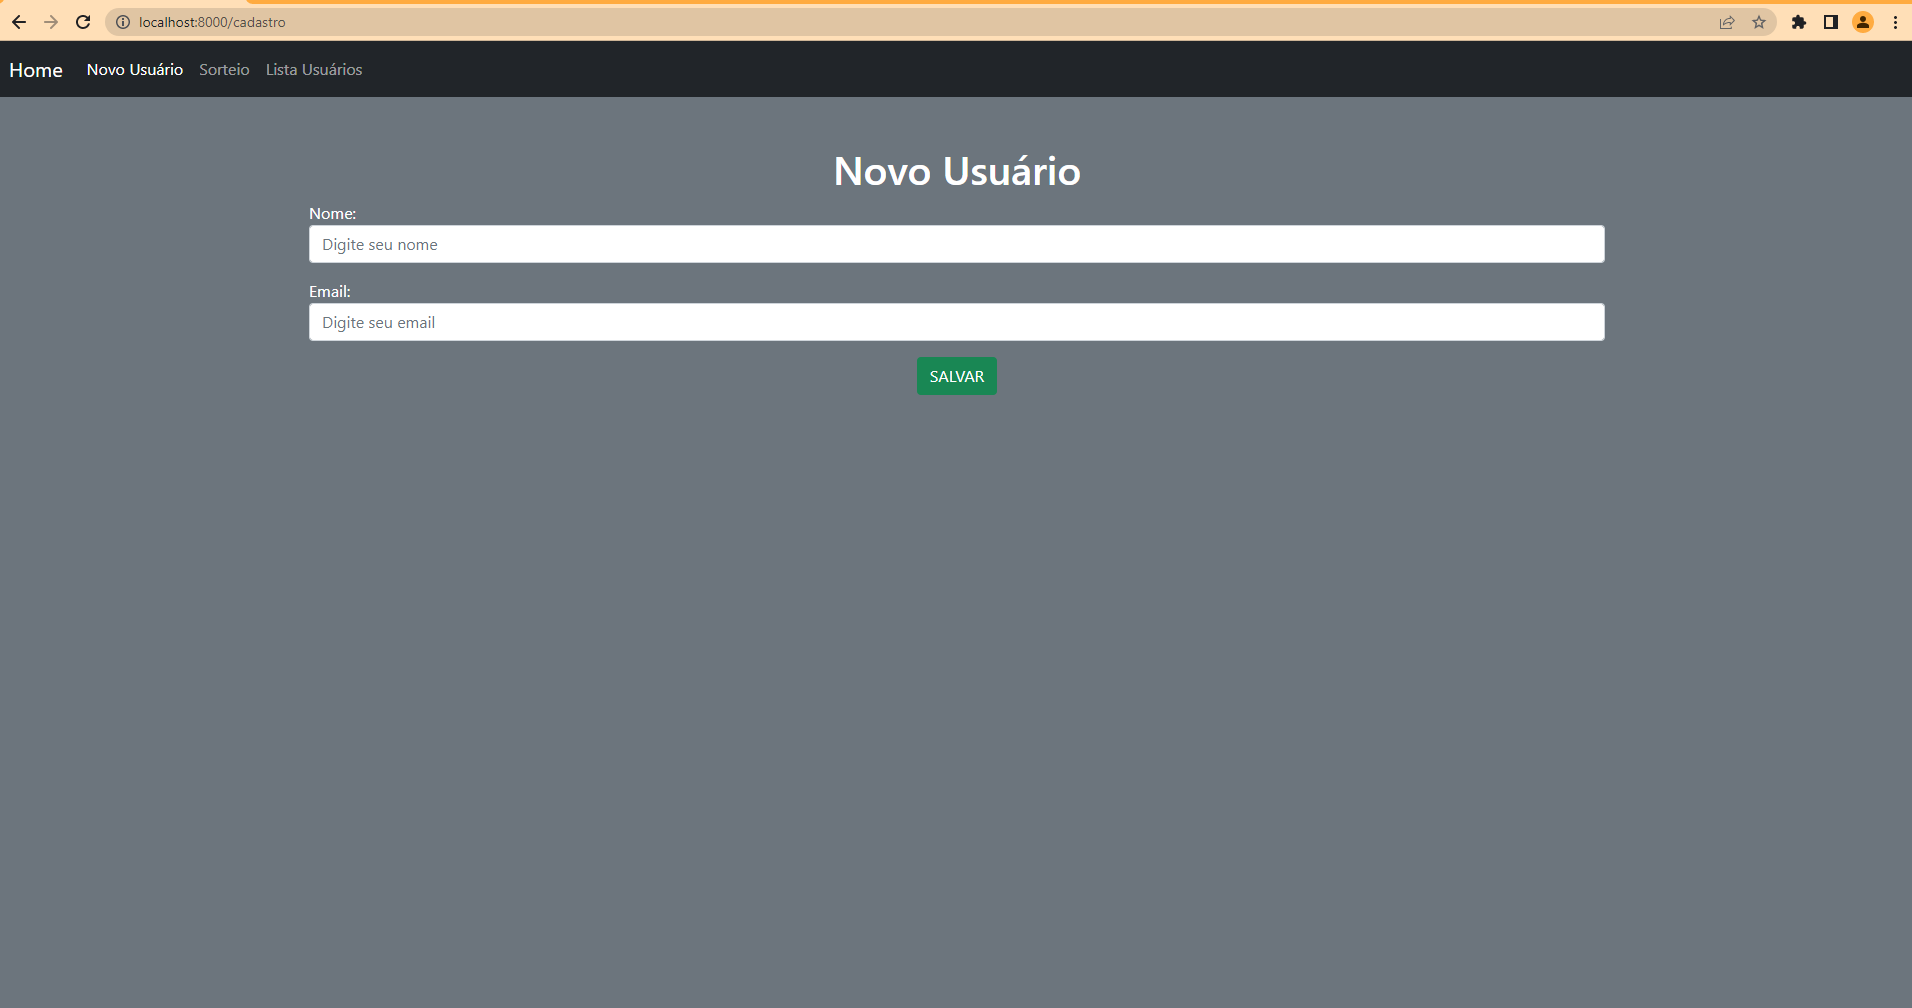 localhost:8000/cadastro
Home Novo Usuário Sorteio Lista Usuários
Novo Usuário
Nome:
Digite seu nome
Email:
Digite seu email
SALVAR